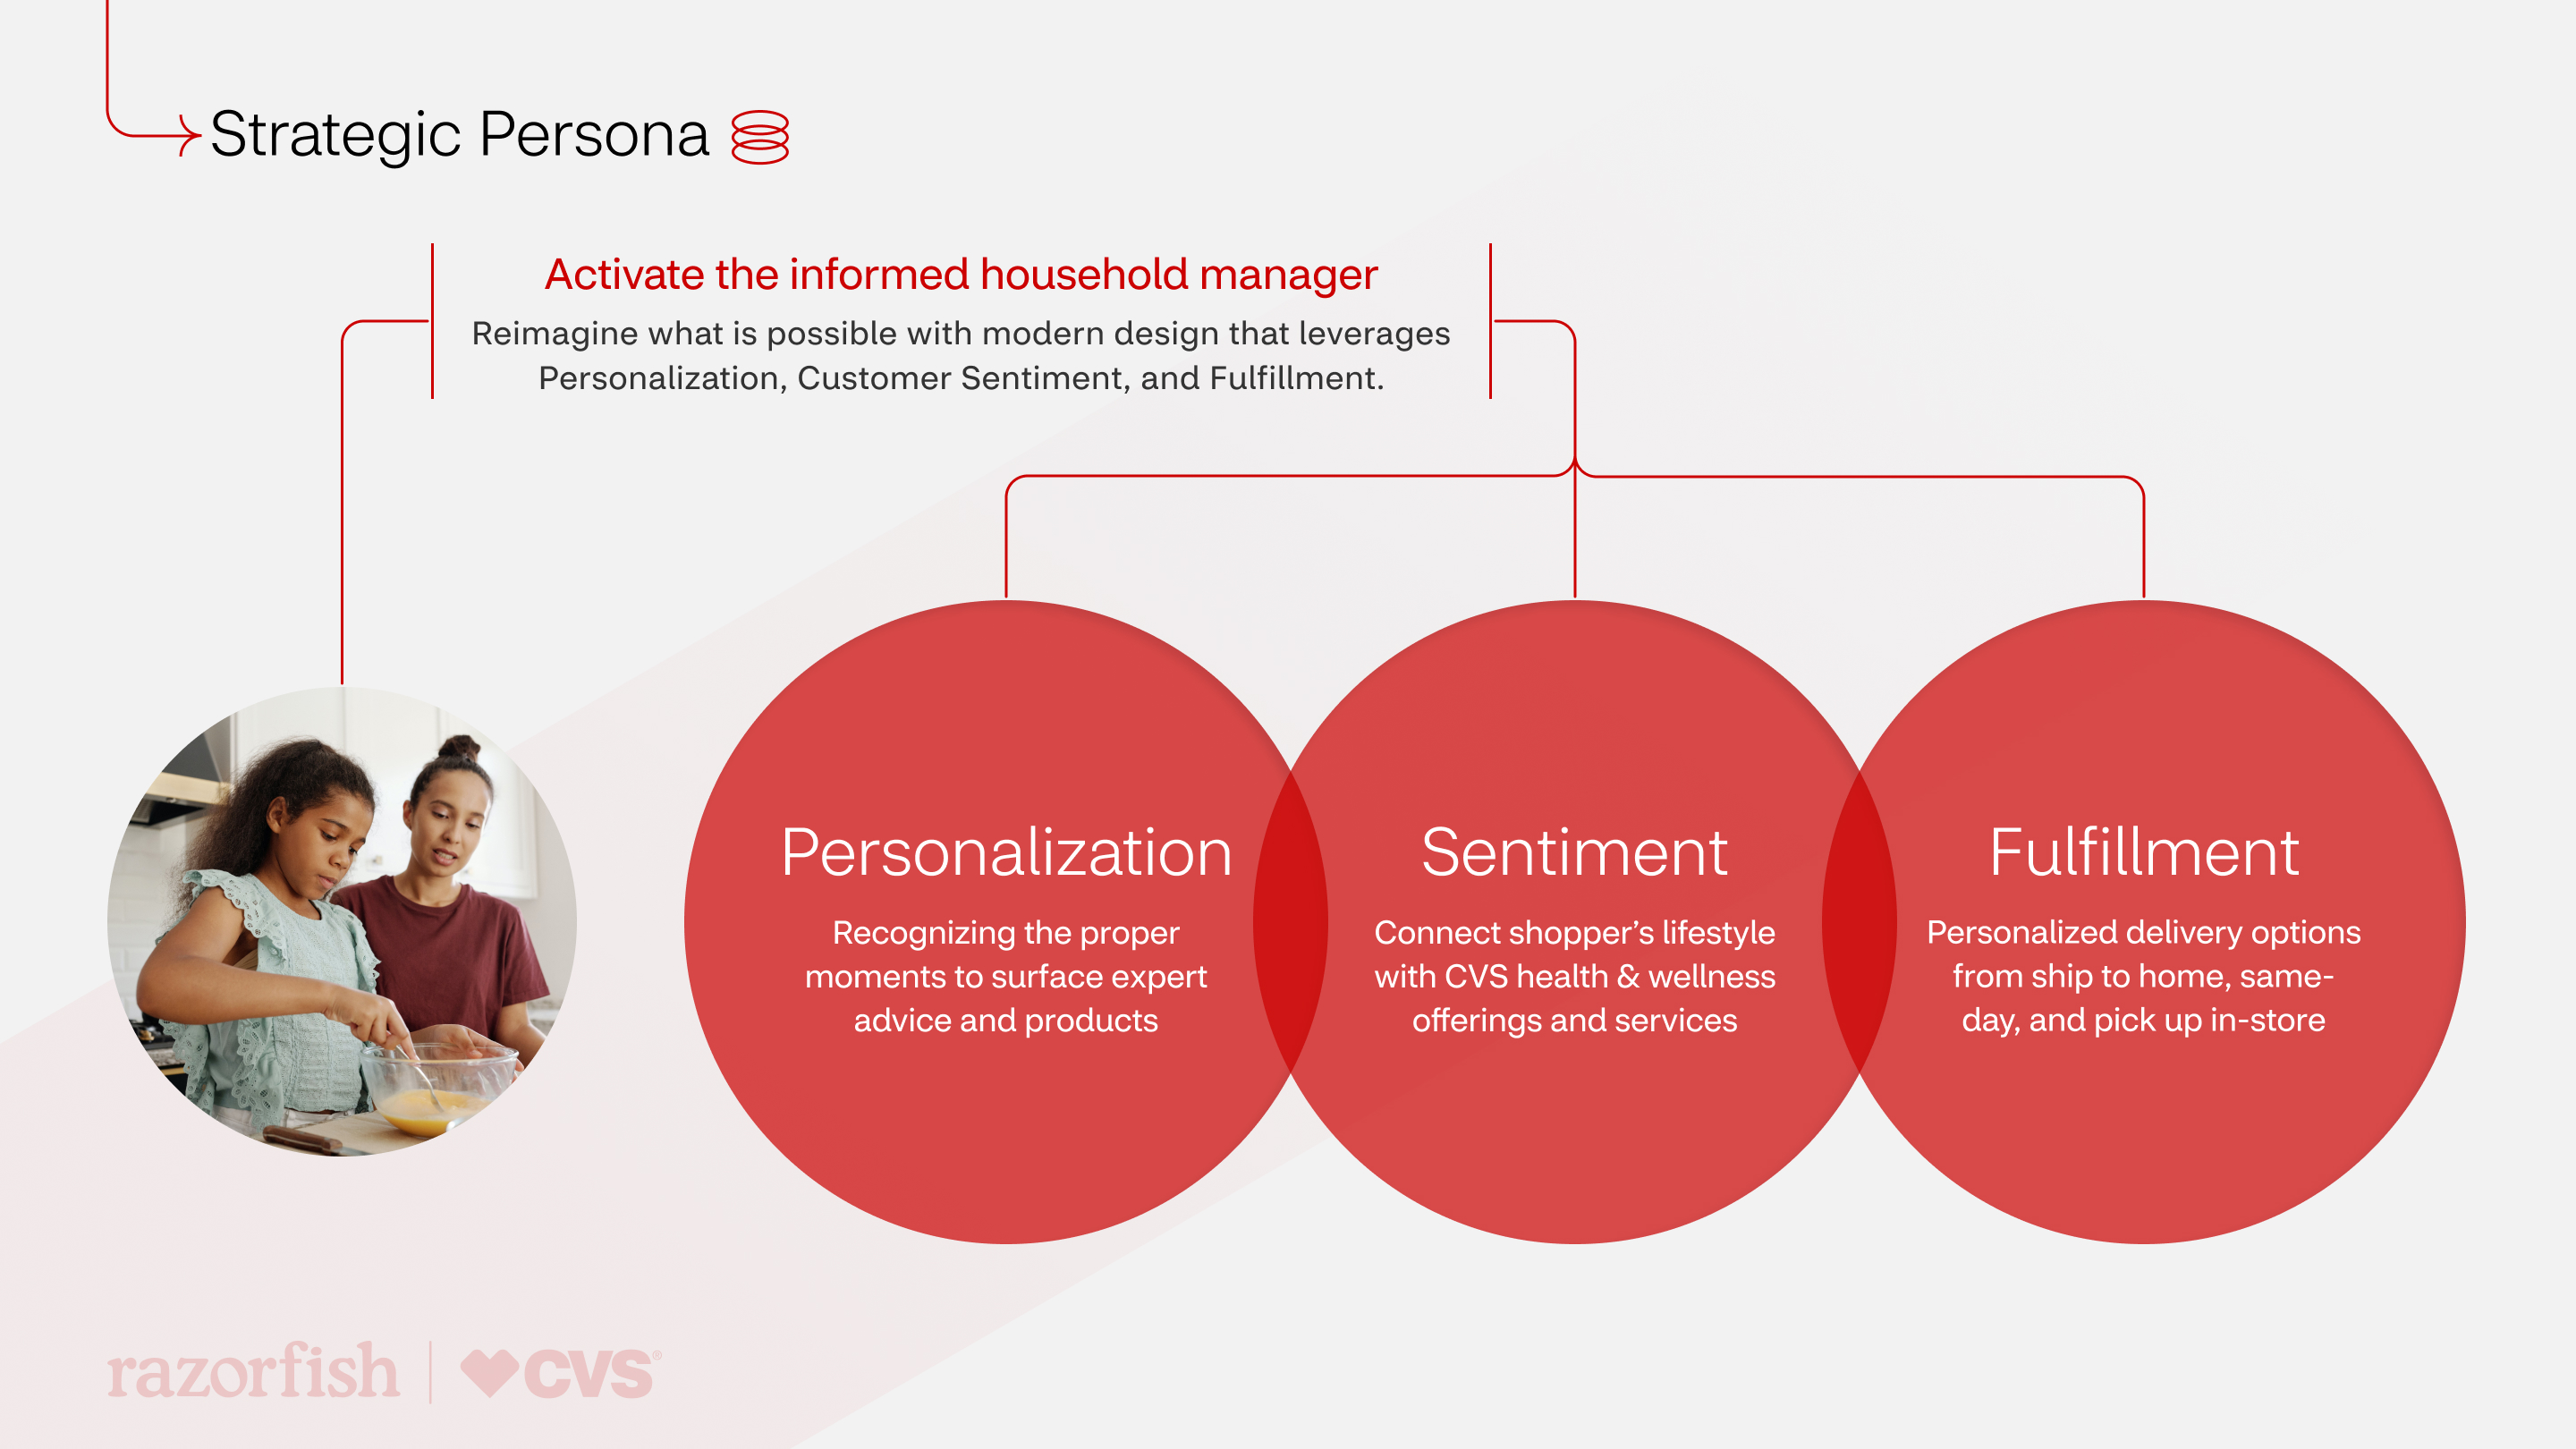 Strategic Persona
Activate the informed household manager
Reimagine what is possible with modern design that leverages
Personalization, Customer Sentiment, and Fulfillment.
Personalization
Recognizing the proper
moments to surface expert
advice and products
Sentiment
Connect shopper’s lifestyle
with CVS health & wellness
offerings and services
Fulfillment
Personalized delivery options
from ship to home, same-
day, and pick up in-store
razorfish
CVS®